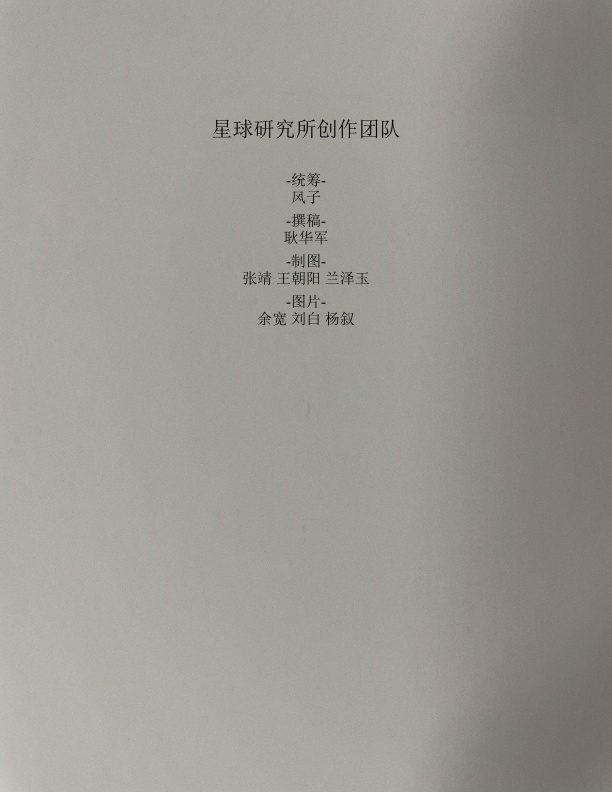 星球研究所创作团队
-统筹-
风子
-撰稿-
耿华军
-制图-
张靖 王朝阳 兰泽玉
-图片-
余宽 刘白 杨叙